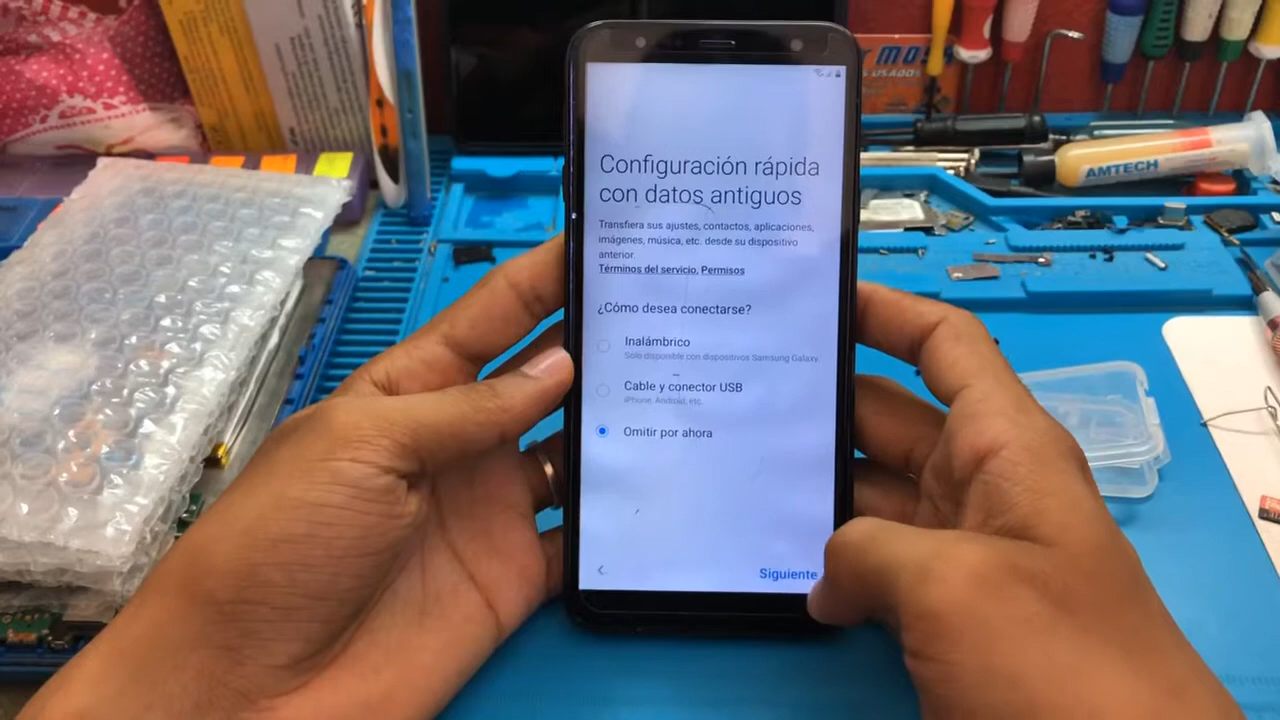 Configuración rápida
con datos antiguos
Transfiera sus ajustes, contactos, aplicaciones,
imágenes, música, etc. desde su dispositivo
anterior.
Términos del servicio, Permisos
¿Cómo desea conectarse?
Inalámbrico
Solo disponible con dispositivos Samsung Galaxy.
Cable y conector USB
iPhone, Android, etc.
Omitir por ahora
Siguiente
USADOS
AMTECH